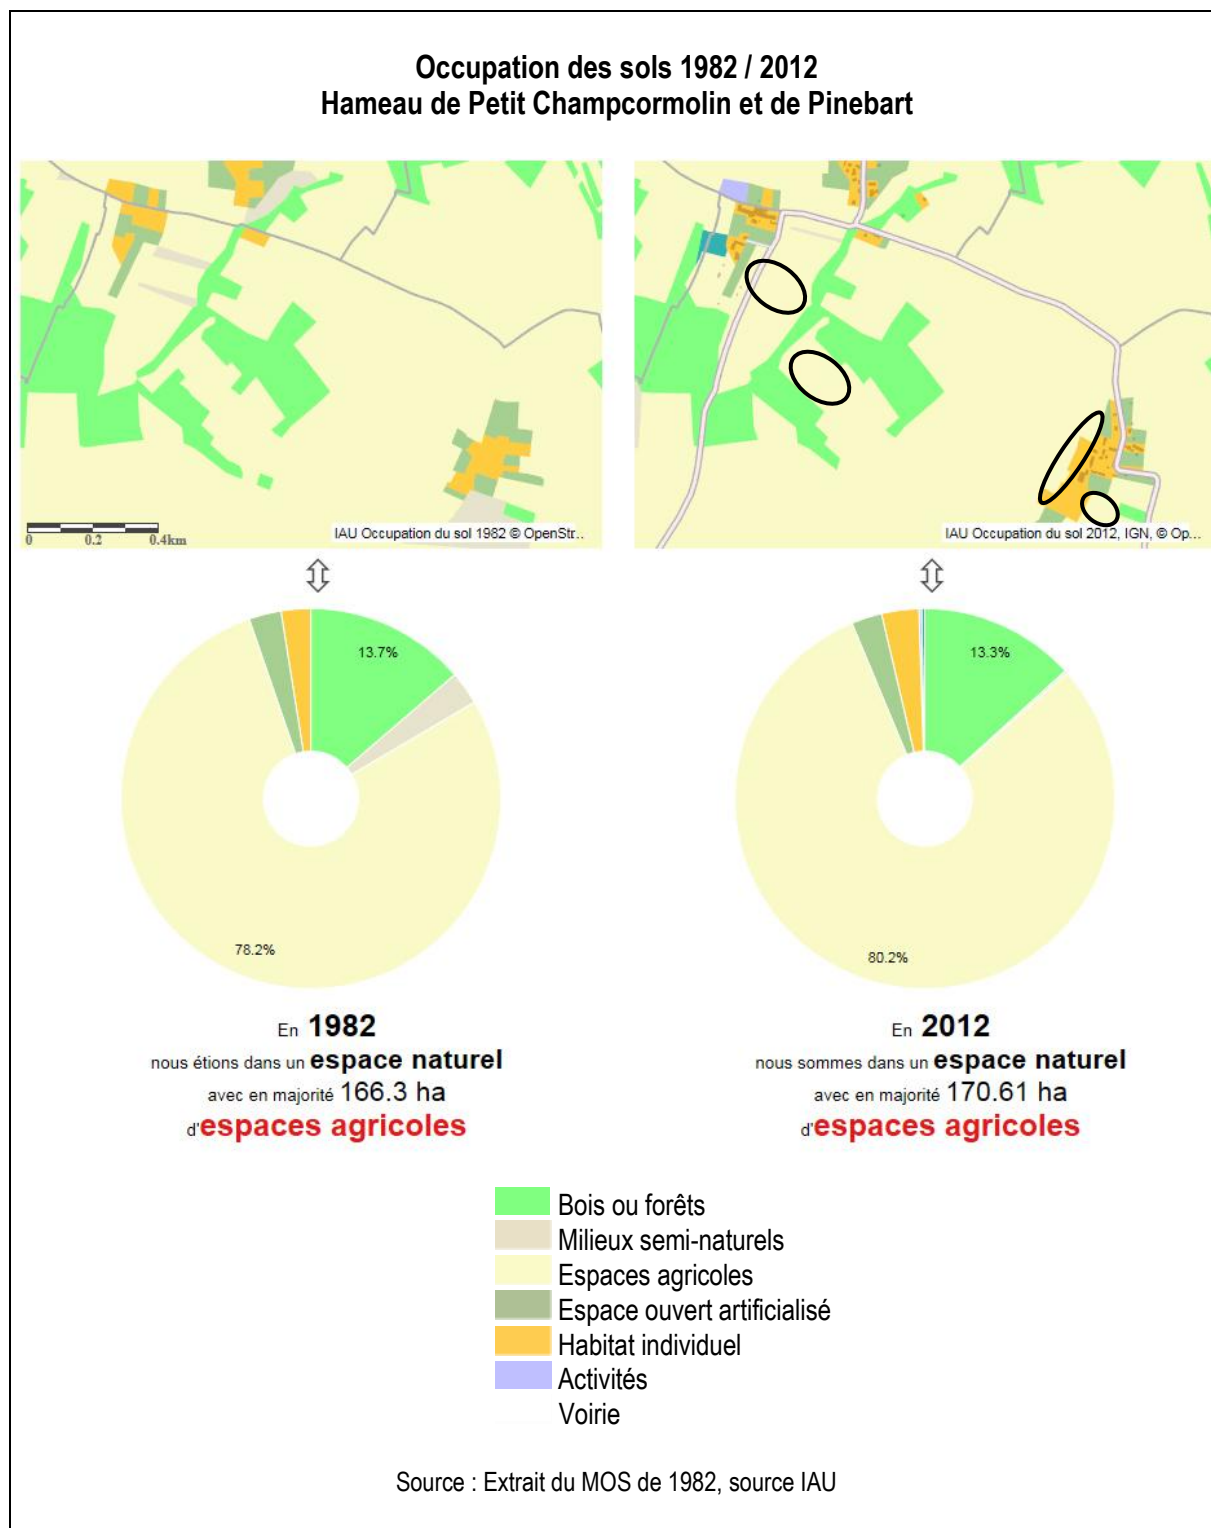 Occupation des sols 1982 / 2012
Hameau de Petit Champcormolin et de Pinebart
0 0.2 0.4km
IAU Occupation du sol 1982 © OpenStr...
IAU Occupation du sol 2012, IGN, © Op...
13.7%
78.2%
13.3%
80.2%
En 1982
nous étions dans un espace naturel
avec en majorité 166.3 ha
d'espaces agricoles
En 2012
nous sommes dans un espace naturel
avec en majorité 170.61 ha
d'espaces agricoles
Bois ou forêts
Milieux semi-naturels
Espaces agricoles
Espace ouvert artificialisé
Habitat individuel
Activités
Voirie
Source : Extrait du MOS de 1982, source IAU